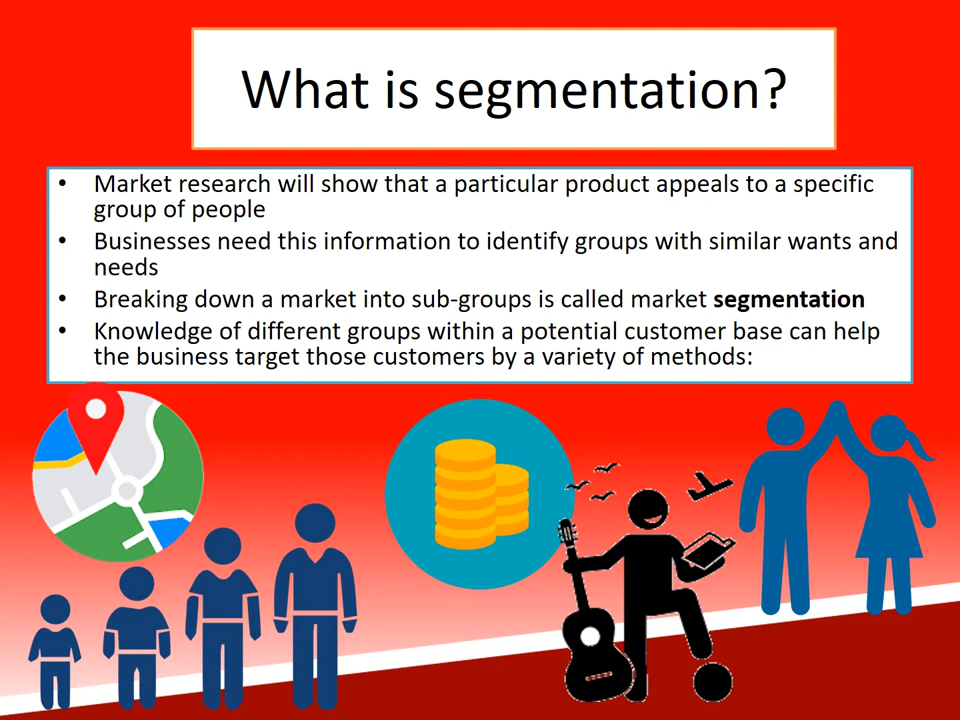 What is segmentation?
• Market research will show that a particular product appeals to a specific
group of people
• Businesses need this information to identify groups with similar wants and
needs
• Breaking down a market into sub-groups is called market segmentation
• Knowledge of different groups within a potential customer base can help
the business target those customers by a variety of methods: